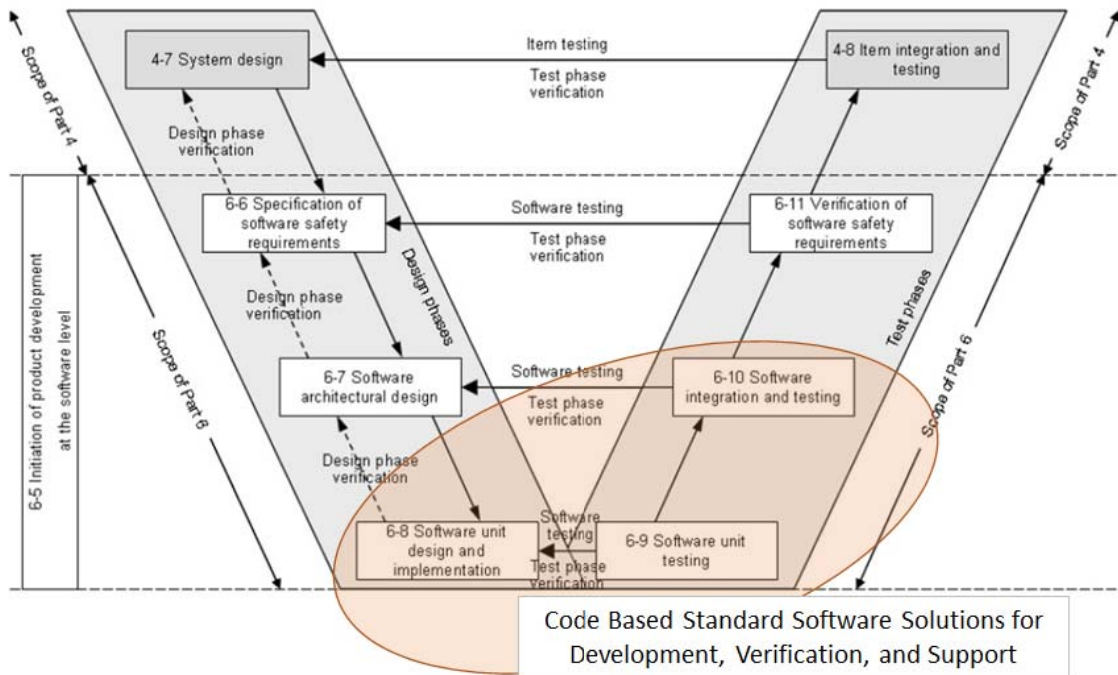 Scope of Part 4
4-7 System design
Item testing
Test phase
verification
4-8 Item integration and
testing
Scope of Part 4
Design phase
verification
6-5 Initiation of product development
at the software level
6-6 Specification of
software safety
requirements
Software testing
Test phase
verification
6-11 Verification of
software safety
requirements
Design phases
Test phases
Design phase
verification
Scope of Part 6
Scope of Part 6
6-7 Software
architectural design
Software testing
Test phase
verification
6-10 Software
integration and testing
Design phase
verification
6-8 Software unit
design and
implementation
Software
testing
Test phase
verification
6-9 Software unit
testing
Code Based Standard Software Solutions for
Development, Verification, and Support